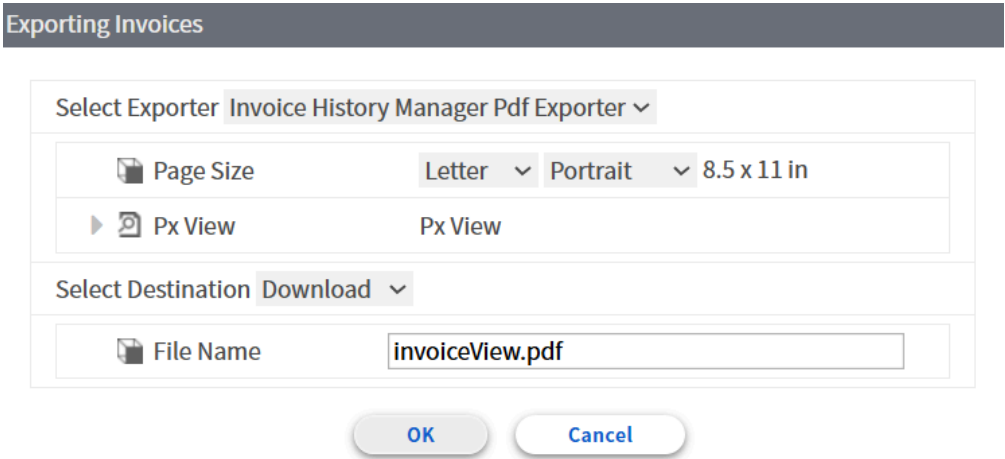 Exporting Invoices
Select Exporter Invoice History Manager Pdf Exporter
Page Size Letter Portrait 8.5 x 11 in
Px View Px View
Select Destination Download
File Name invoiceView.pdf
OK Cancel